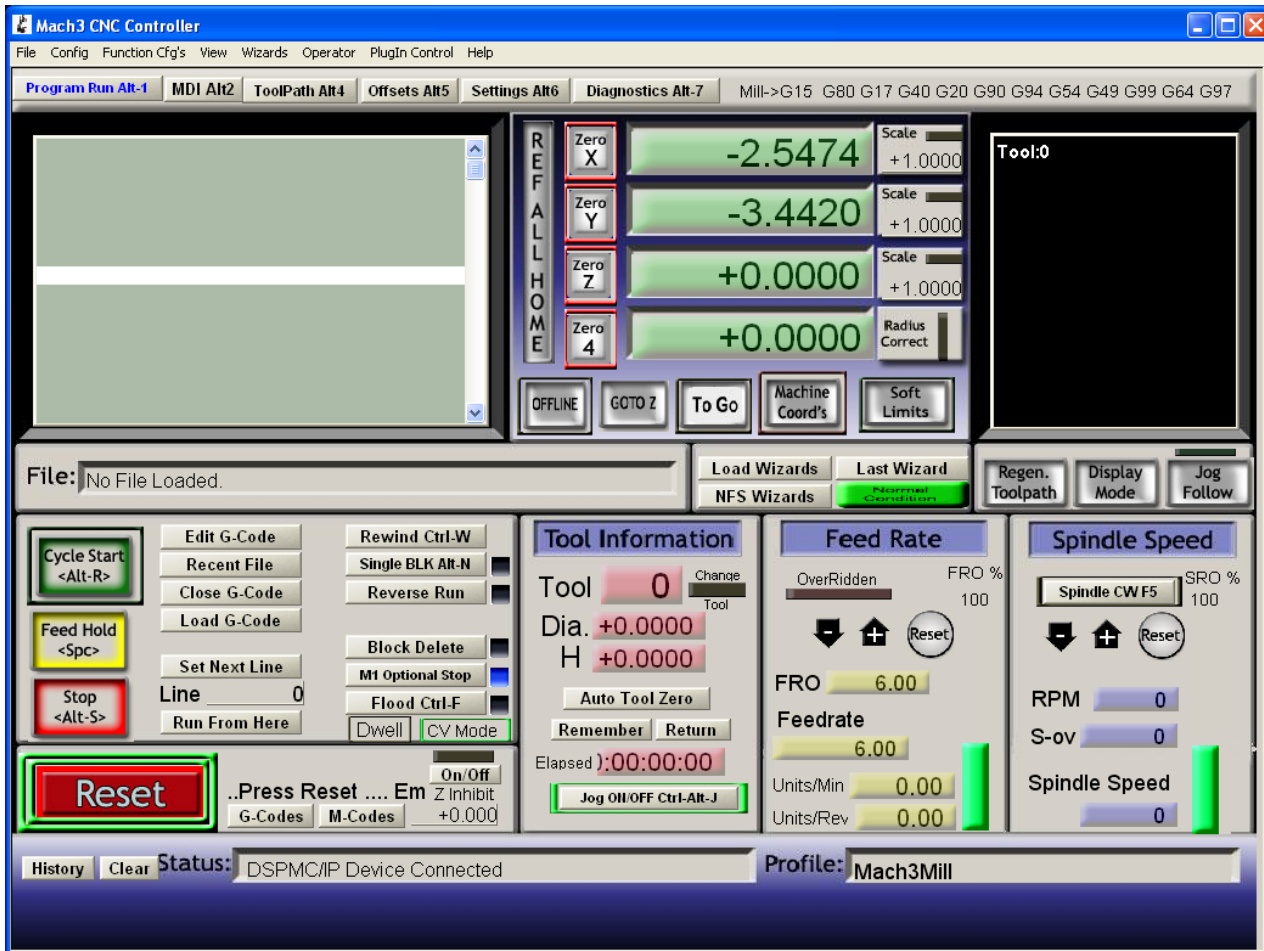 Mach3 CNC Controller
File Config Function Cfg's View Wizards Operator PlugIn Control Help
Program Run Alt-1 MDI Alt2 ToolPath Alt4 Offsets Alt5 Settings Alt6 Diagnostics Alt-7 Mill->G15 G80 G17 G40 G20 G90 G94 G54 G49 G99 G64 G97
REF ALL HOME
Zero X -2.5474 Scale +1.0000
Zero Y -3.4420 Scale +1.0000
Zero Z +0.0000 Scale +1.0000
Zero 4 +0.0000 Radius Correct
OFFLINE GOTO Z To Go Machine Coord's Soft Limits
Tool:0
File: No File Loaded.
Load Wizards Last Wizard
NFS Wizards Normal Condition
Regen. Toolpath Display Mode Jog Follow
Cycle Start <Alt-R>
Feed Hold <Spc>
Stop <Alt-S>
Edit G-Code
Recent File
Close G-Code
Load G-Code
Set Next Line
Line 0
Run From Here
Rewind Ctrl-W
Single BLK Alt-N
Reverse Run
Block Delete
M1 Optional Stop
Flood Ctrl-F
Dwell CV Mode
Reset
..Press Reset .... Em
G-Codes M-Codes
On/Off
Z Inhibit
+0.000
Tool Information
Tool 0 Change Tool
Dia. +0.0000
H +0.0000
Auto Tool Zero
Remember Return
Elapsed ):00:00:00
Jog ON/OFF Ctrl-Alt-J
Feed Rate
OverRidden FRO % 100
Reset
FRO 6.00
Feedrate
6.00
Units/Min 0.00
Units/Rev 0.00
Spindle Speed
Spindle CW F5 SRO % 100
Reset
RPM 0
S-ov 0
Spindle Speed
0
History Clear Status: DSPMC/IP Device Connected Profile: Mach3Mill